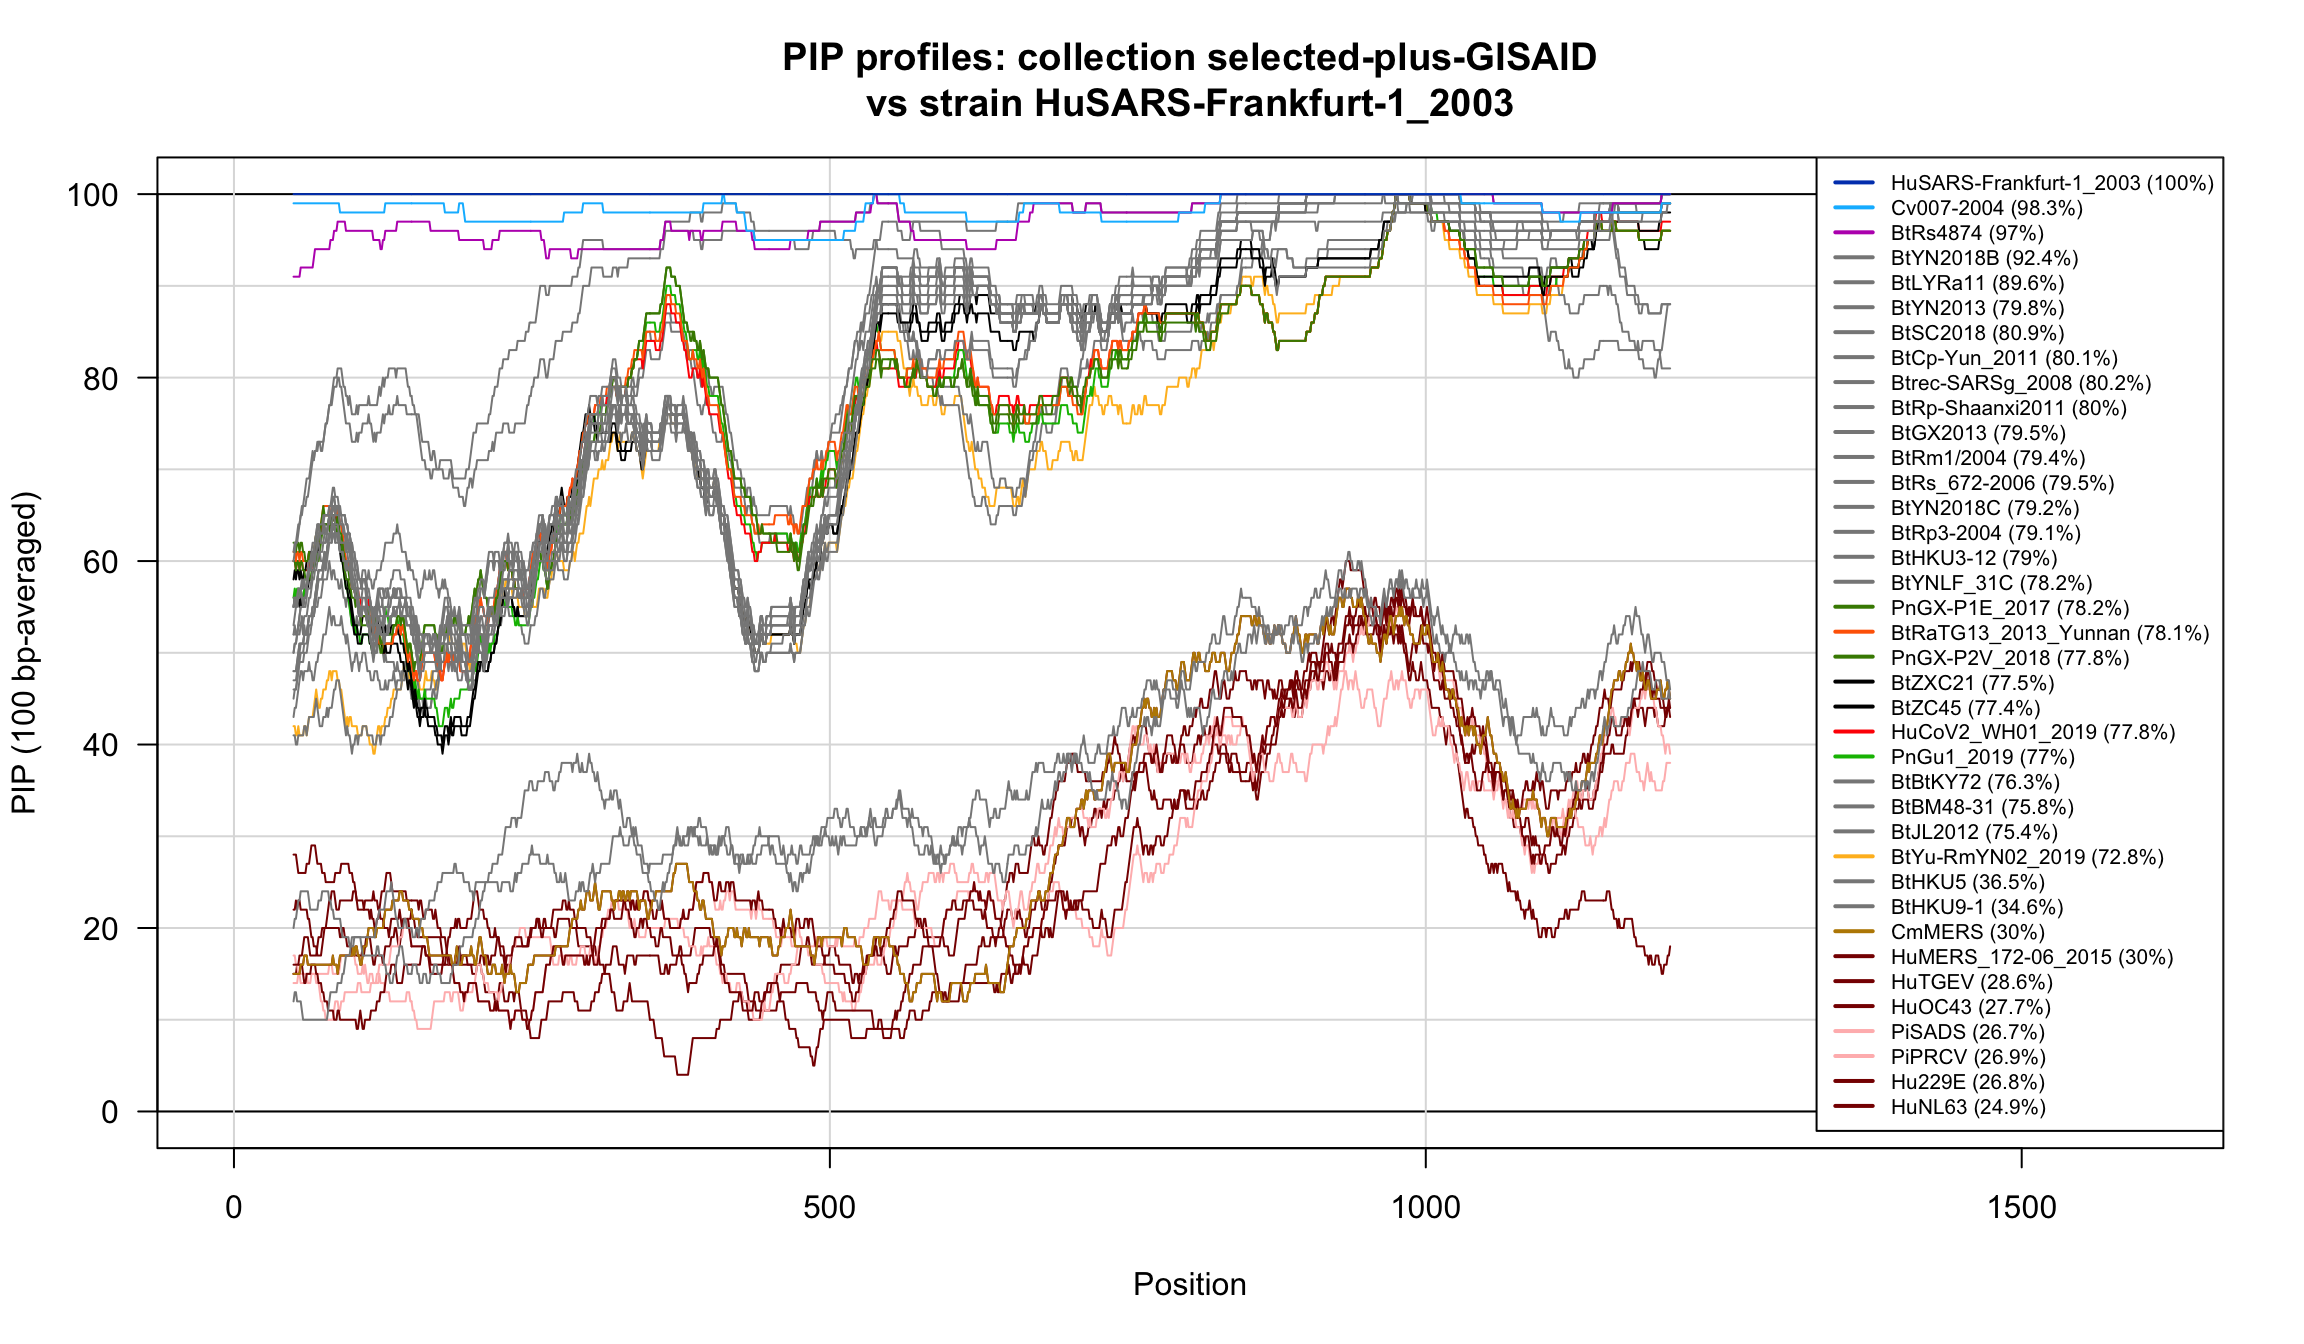 PIP profiles: collection selected-plus-GISAID
vs strain HuSARS-Frankfurt-1_2003
PIP (100 bp-averaged)
100
80
60
40
20
0
0
500
1000
1500
Position
HuSARS-Frankfurt-1_2003 (100%)
Cv007-2004 (98.3%)
BtRs4874 (97%)
BtYN2018B (92.4%)
BtLYRa11 (89.6%)
BtYN2013 (79.8%)
BtSC2018 (80.9%)
BtCp-Yun_2011 (80.1%)
Btrec-SARSg_2008 (80.2%)
BtRp-Shaanxi2011 (80%)
BtGX2013 (79.5%)
BtRm1/2004 (79.4%)
BtRs_672-2006 (79.5%)
BtYN2018C (79.2%)
BtRp3-2004 (79.1%)
BtHKU3-12 (79%)
BtYNLF_31C (78.2%)
PnGX-P1E_2017 (78.2%)
BtRaTG13_2013_Yunnan (78.1%)
PnGX-P2V_2018 (77.8%)
BtZXC21 (77.5%)
BtZC45 (77.4%)
HuCoV2_WH01_2019 (77.8%)
PnGu1_2019 (77%)
BtBtKY72 (76.3%)
BtBM48-31 (75.8%)
BtJL2012 (75.4%)
BtYu-RmYN02_2019 (72.8%)
BtHKU5 (36.5%)
BtHKU9-1 (34.6%)
CmMERS (30%)
HuMERS_172-06_2015 (30%)
HuTGEV (28.6%)
HuOC43 (27.7%)
PiSADS (26.7%)
PiPRCV (26.9%)
Hu229E (26.8%)
HuNL63 (24.9%)